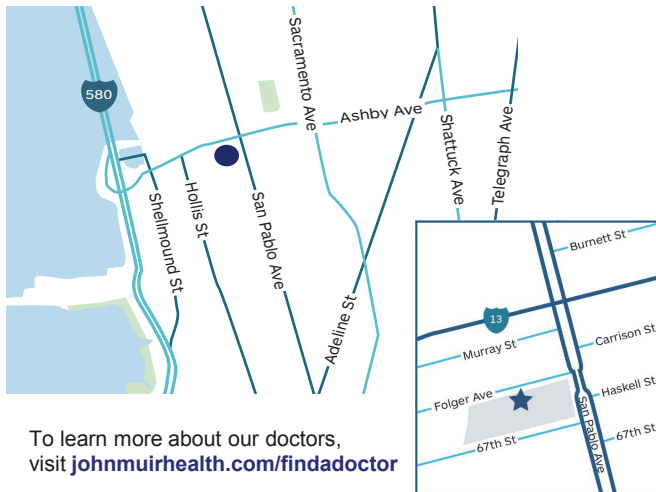 580
Sacramento Ave
Ashby Ave
Shattuck Ave
Telegraph Ave
Shellmound St
Hollis St
San Pablo Ave
Adeline St
Burnett St
13
Murray St
Carrison St
Folger Ave
Haskell St
San Pablo Ave
67th St
67th St
To learn more about our doctors,
visit johnmuirhealth.com/findadoctor